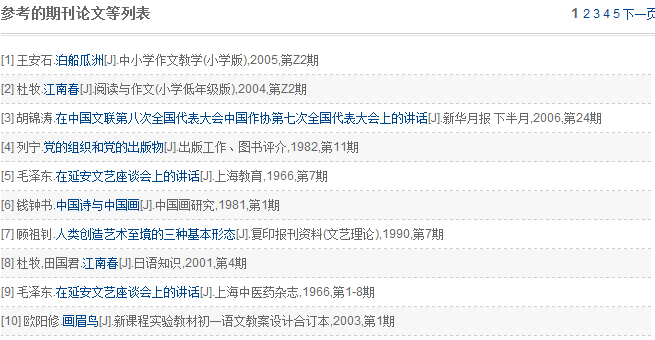 参考的期刊论文等列表 1 2 3 4 5 下一页
[1] 王安石.泊船瓜洲[J].中小学作文教学(小学版),2005,第Z2期
[2] 杜牧.江南春[J].阅读与作文(小学低年级版),2004,第Z2期
[3] 胡锦涛.在中国文联第八次全国代表大会中国作协第七次全国代表大会上的讲话[J].新华月报 下半月,2006,第24期
[4] 列宁.党的组织和党的出版物[J].出版工作、图书评介,1982,第11期
[5] 毛泽东.在延安文艺座谈会上的讲话[J].上海教育,1966,第7期
[6] 钱钟书.中国诗与中国画[J].中国画研究,1981,第1期
[7] 顾祖钊.人类创造艺术至境的三种基本形态[J].复印报刊资料(文艺理论),1990,第7期
[8] 杜牧,田国君.江南春[J].日语知识,2001,第4期
[9] 毛泽东.在延安文艺座谈会上的讲话[J].上海中医药杂志,1966,第1-8期
[10] 欧阳修.画眉鸟[J].新课程实验教材初一语文教案设计合订本,2003,第1期